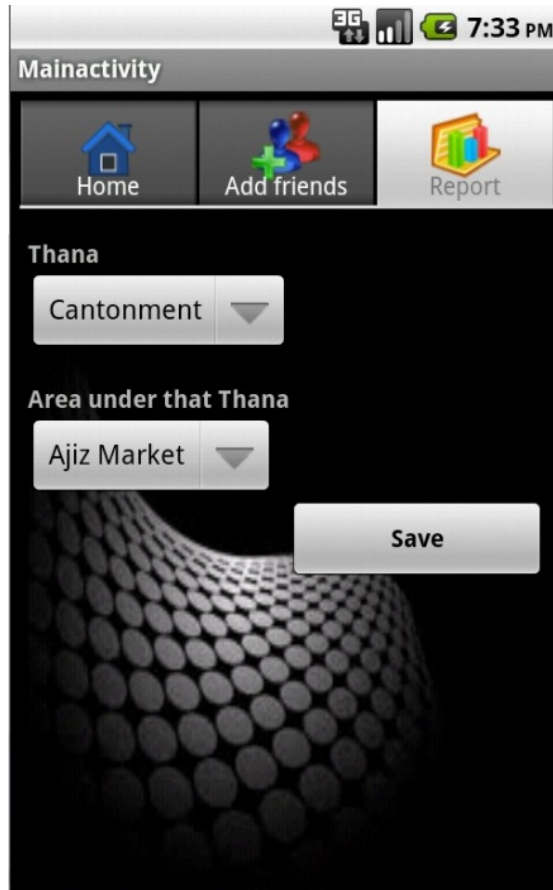 3G 7:33 PM
Mainactivity
Home Add friends Report
Thana
Cantonment
Area under that Thana
Ajiz Market
Save